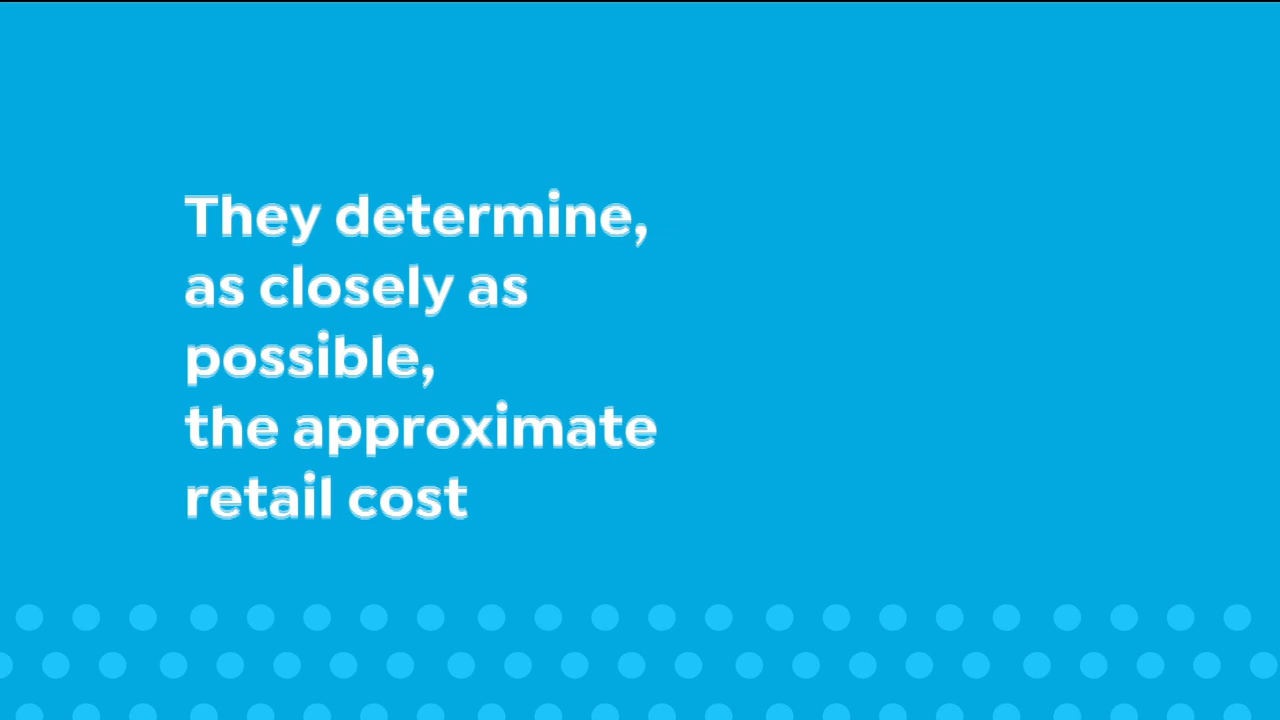 They determine,
as closely as
possible,
the approximate
retail cost